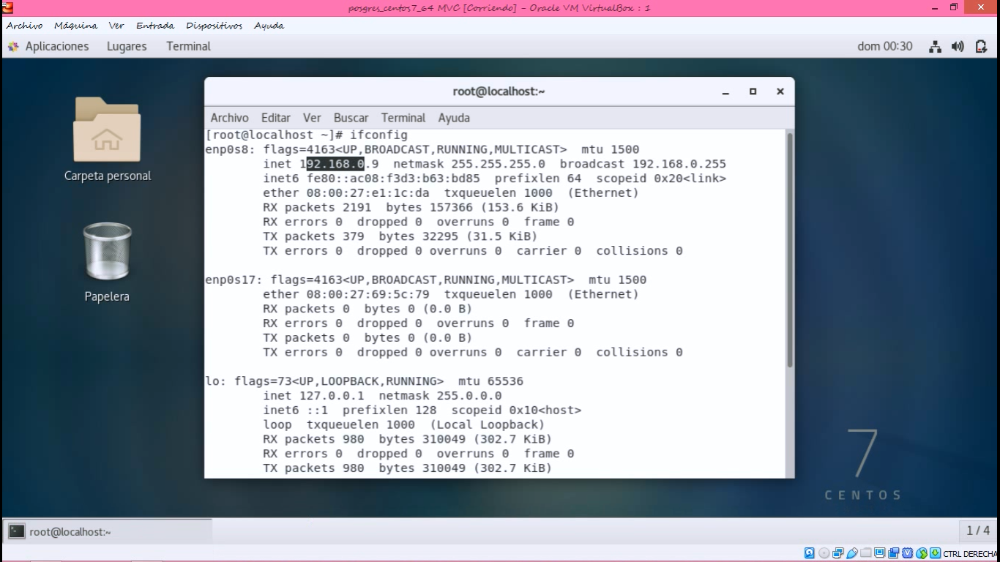 posgres_centos7_64 MVC [Corriendo] - Oracle VM VirtualBox : 1
Archivo Máquina Ver Entrada Dispositivos Ayuda
Aplicaciones Lugares Terminal dom 00:30
root@localhost:~
Archivo Editar Ver Buscar Terminal Ayuda
[root@localhost ~]# ifconfig
enp0s8: flags=4163<UP,BROADCAST,RUNNING,MULTICAST>  mtu 1500
        inet 192.168.0.9  netmask 255.255.255.0  broadcast 192.168.0.255
        inet6 fe80::ac08:f3d3:b63:bd85  prefixlen 64  scopeid 0x20<link>
        ether 08:00:27:e1:1c:da  txqueuelen 1000  (Ethernet)
        RX packets 2191  bytes 157366 (153.6 KiB)
        RX errors 0  dropped 0  overruns 0  frame 0
        TX packets 379  bytes 32295 (31.5 KiB)
        TX errors 0  dropped 0 overruns 0  carrier 0  collisions 0
enp0s17: flags=4163<UP,BROADCAST,RUNNING,MULTICAST>  mtu 1500
        ether 08:00:27:69:5c:79  txqueuelen 1000  (Ethernet)
        RX packets 0  bytes 0 (0.0 B)
        RX errors 0  dropped 0  overruns 0  frame 0
        TX packets 0  bytes 0 (0.0 B)
        TX errors 0  dropped 0 overruns 0  carrier 0  collisions 0
lo: flags=73<UP,LOOPBACK,RUNNING>  mtu 65536
        inet 127.0.0.1  netmask 255.0.0.0
        inet6 ::1  prefixlen 128  scopeid 0x10<host>
        loop  txqueuelen 1000  (Local Loopback)
        RX packets 980  bytes 310049 (302.7 KiB)
        RX errors 0  dropped 0  overruns 0  frame 0
        TX packets 980  bytes 310049 (302.7 KiB)
Carpeta personal
Papelera
7
CENTOS
root@localhost:~ 1 / 4
CTRL DERECHA